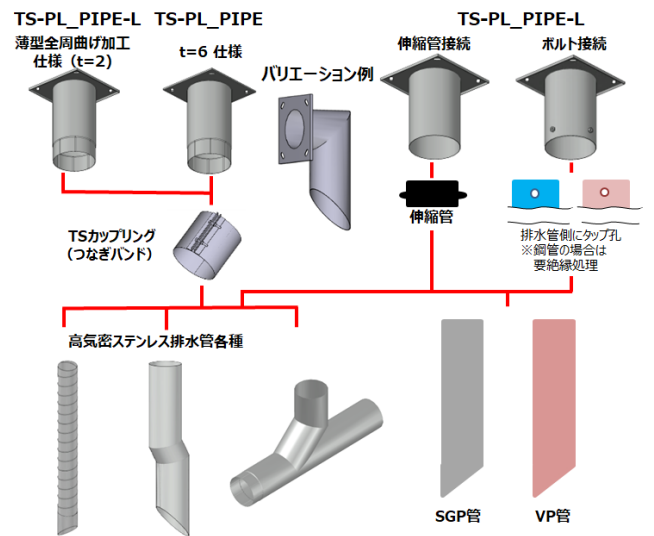 TS-PL_PIPE-L
薄型全周曲げ加工
仕様（t=2）
TS-PL_PIPE
t=6 仕様
バリエーション例
TS-PL_PIPE-L
伸縮管接続
ボルト接続
伸縮管
排水管側にタップ孔
※鋼管の場合は
要絶縁処理
TSカップリング
（つなぎバンド）
高気密ステンレス排水管各種
SGP管
VP管